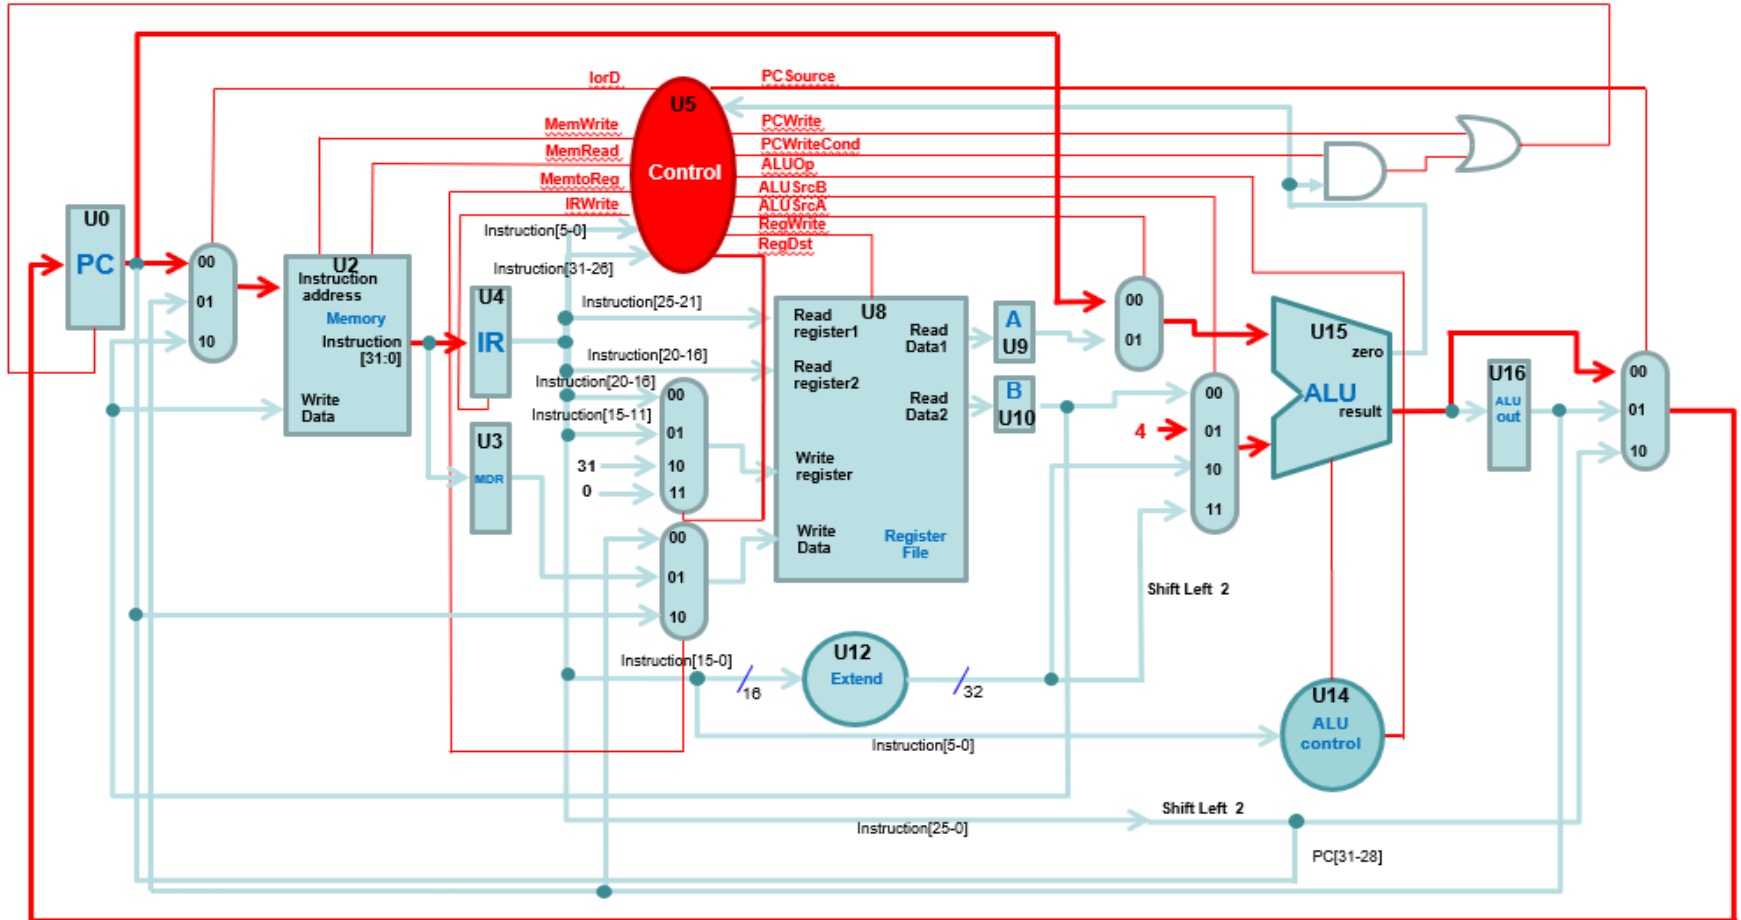 IorD
PCSource
U5
MemWrite
PCWrite
MemRead
PCWriteCond
Control
ALUOp
MemtoReg
ALUSrcB
IRWrite
ALUSrcA
RegWrite
RegDst
Instruction[5-0]
Instruction[31-26]
U0
PC
00
01
10
U2
Instruction
address
Memory
Instruction
[31:0]
Write
Data
U4
IR
U3
MDR
Instruction[25-21]
Instruction[20-16]
Instruction[20-16]
Instruction[15-11]
31
0
00
01
10
11
00
01
10
U8
Read
register1
Read
register2
Write
register
Write
Data
Read
Data1
Read
Data2
Register
File
A
U9
B
U10
00
01
4
00
01
10
11
U15
zero
ALU
result
U16
ALU
out
00
01
10
Shift Left 2
Instruction[15-0]
16
U12
Extend
32
U14
ALU
control
Instruction[5-0]
Shift Left 2
Instruction[25-0]
PC[31-28]